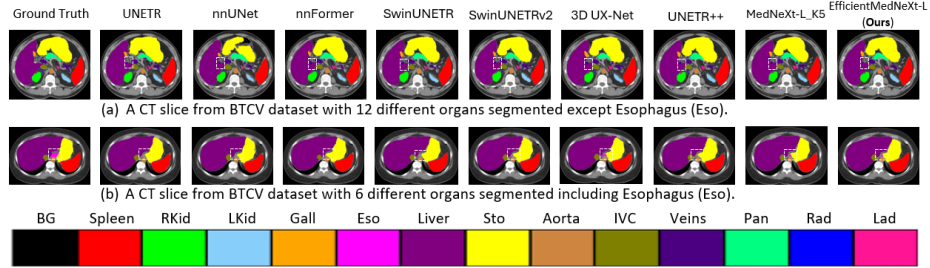 Ground Truth UNETR nnUNet nnFormer SwinUNETR SwinUNETRv2 3D UX-Net UNETR++ MedNeXt-L_K5 EfficientMedNeXt-L
(Ours)
(a) A CT slice from BTCV dataset with 12 different organs segmented except Esophagus (Eso).
(b) A CT slice from BTCV dataset with 6 different organs segmented including Esophagus (Eso).
BG Spleen RKid LKid Gall Eso Liver Sto Aorta IVC Veins Pan Rad Lad